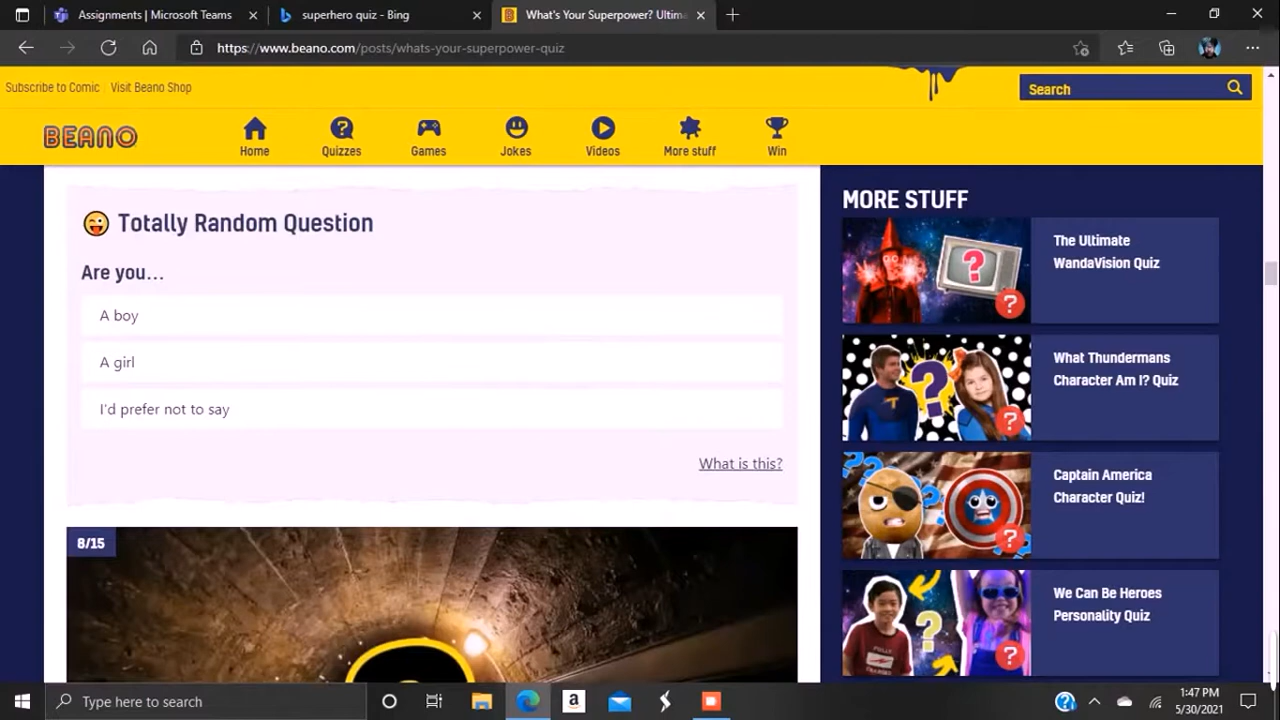 Assignments | Microsoft Teams
superhero quiz - Bing
What's Your Superpower? Ultima
https://www.beano.com/posts/whats-your-superpower-quiz
Subscribe to Comic
Visit Beano Shop
Search
BEANO
Home
Quizzes
Games
Jokes
Videos
More stuff
Win
Totally Random Question
Are you...
A boy
A girl
I'd prefer not to say
What is this?
8/15
MORE STUFF
The Ultimate
WandaVision Quiz
What Thundermans
Character Am I? Quiz
Captain America
Character Quiz!
We Can Be Heroes
Personality Quiz
Type here to search
1:47 PM
5/30/2021